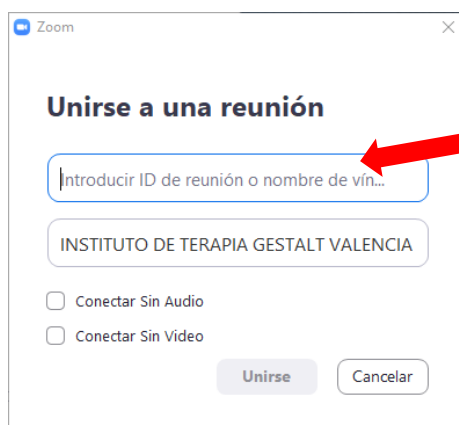 Zoom
Unirse a una reunión
Introducir ID de reunión o nombre de vín...
INSTITUTO DE TERAPIA GESTALT VALENCIA
Conectar Sin Audio
Conectar Sin Video
Unirse
Cancelar